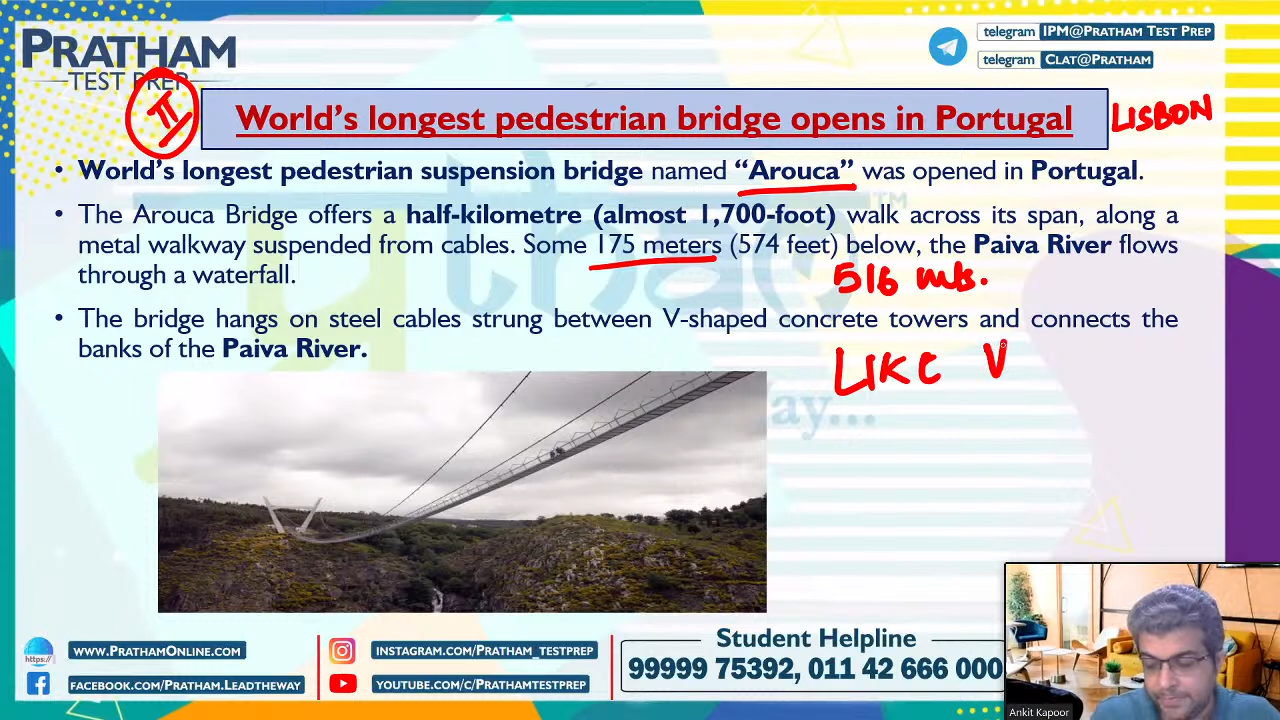 PRATHAM
TEST PREP
telegram IPM@PRATHAM TEST PREP
telegram CLAT@PRATHAM
II
World's longest pedestrian bridge opens in Portugal
LISBON
• World's longest pedestrian suspension bridge named “Arouca” was opened in Portugal.
• The Arouca Bridge offers a half-kilometre (almost 1,700-foot) walk across its span, along a
metal walkway suspended from cables. Some 175 meters (574 feet) below, the Paiva River flows
through a waterfall.
516 mts.
• The bridge hangs on steel cables strung between V-shaped concrete towers and connects the
banks of the Paiva River.
LIKE V
ay...
https://
WWW.PRATHAMONLINE.COM
INSTAGRAM.COM/PRATHAM_TESTPREP
FACEBOOK.COM/PRATHAM.LEADTHEWAY
YOUTUBE.COM/C/PRATHAMTESTPREP
Student Helpline
99999 75392, 011 42 666 000
Ankit Kapoor